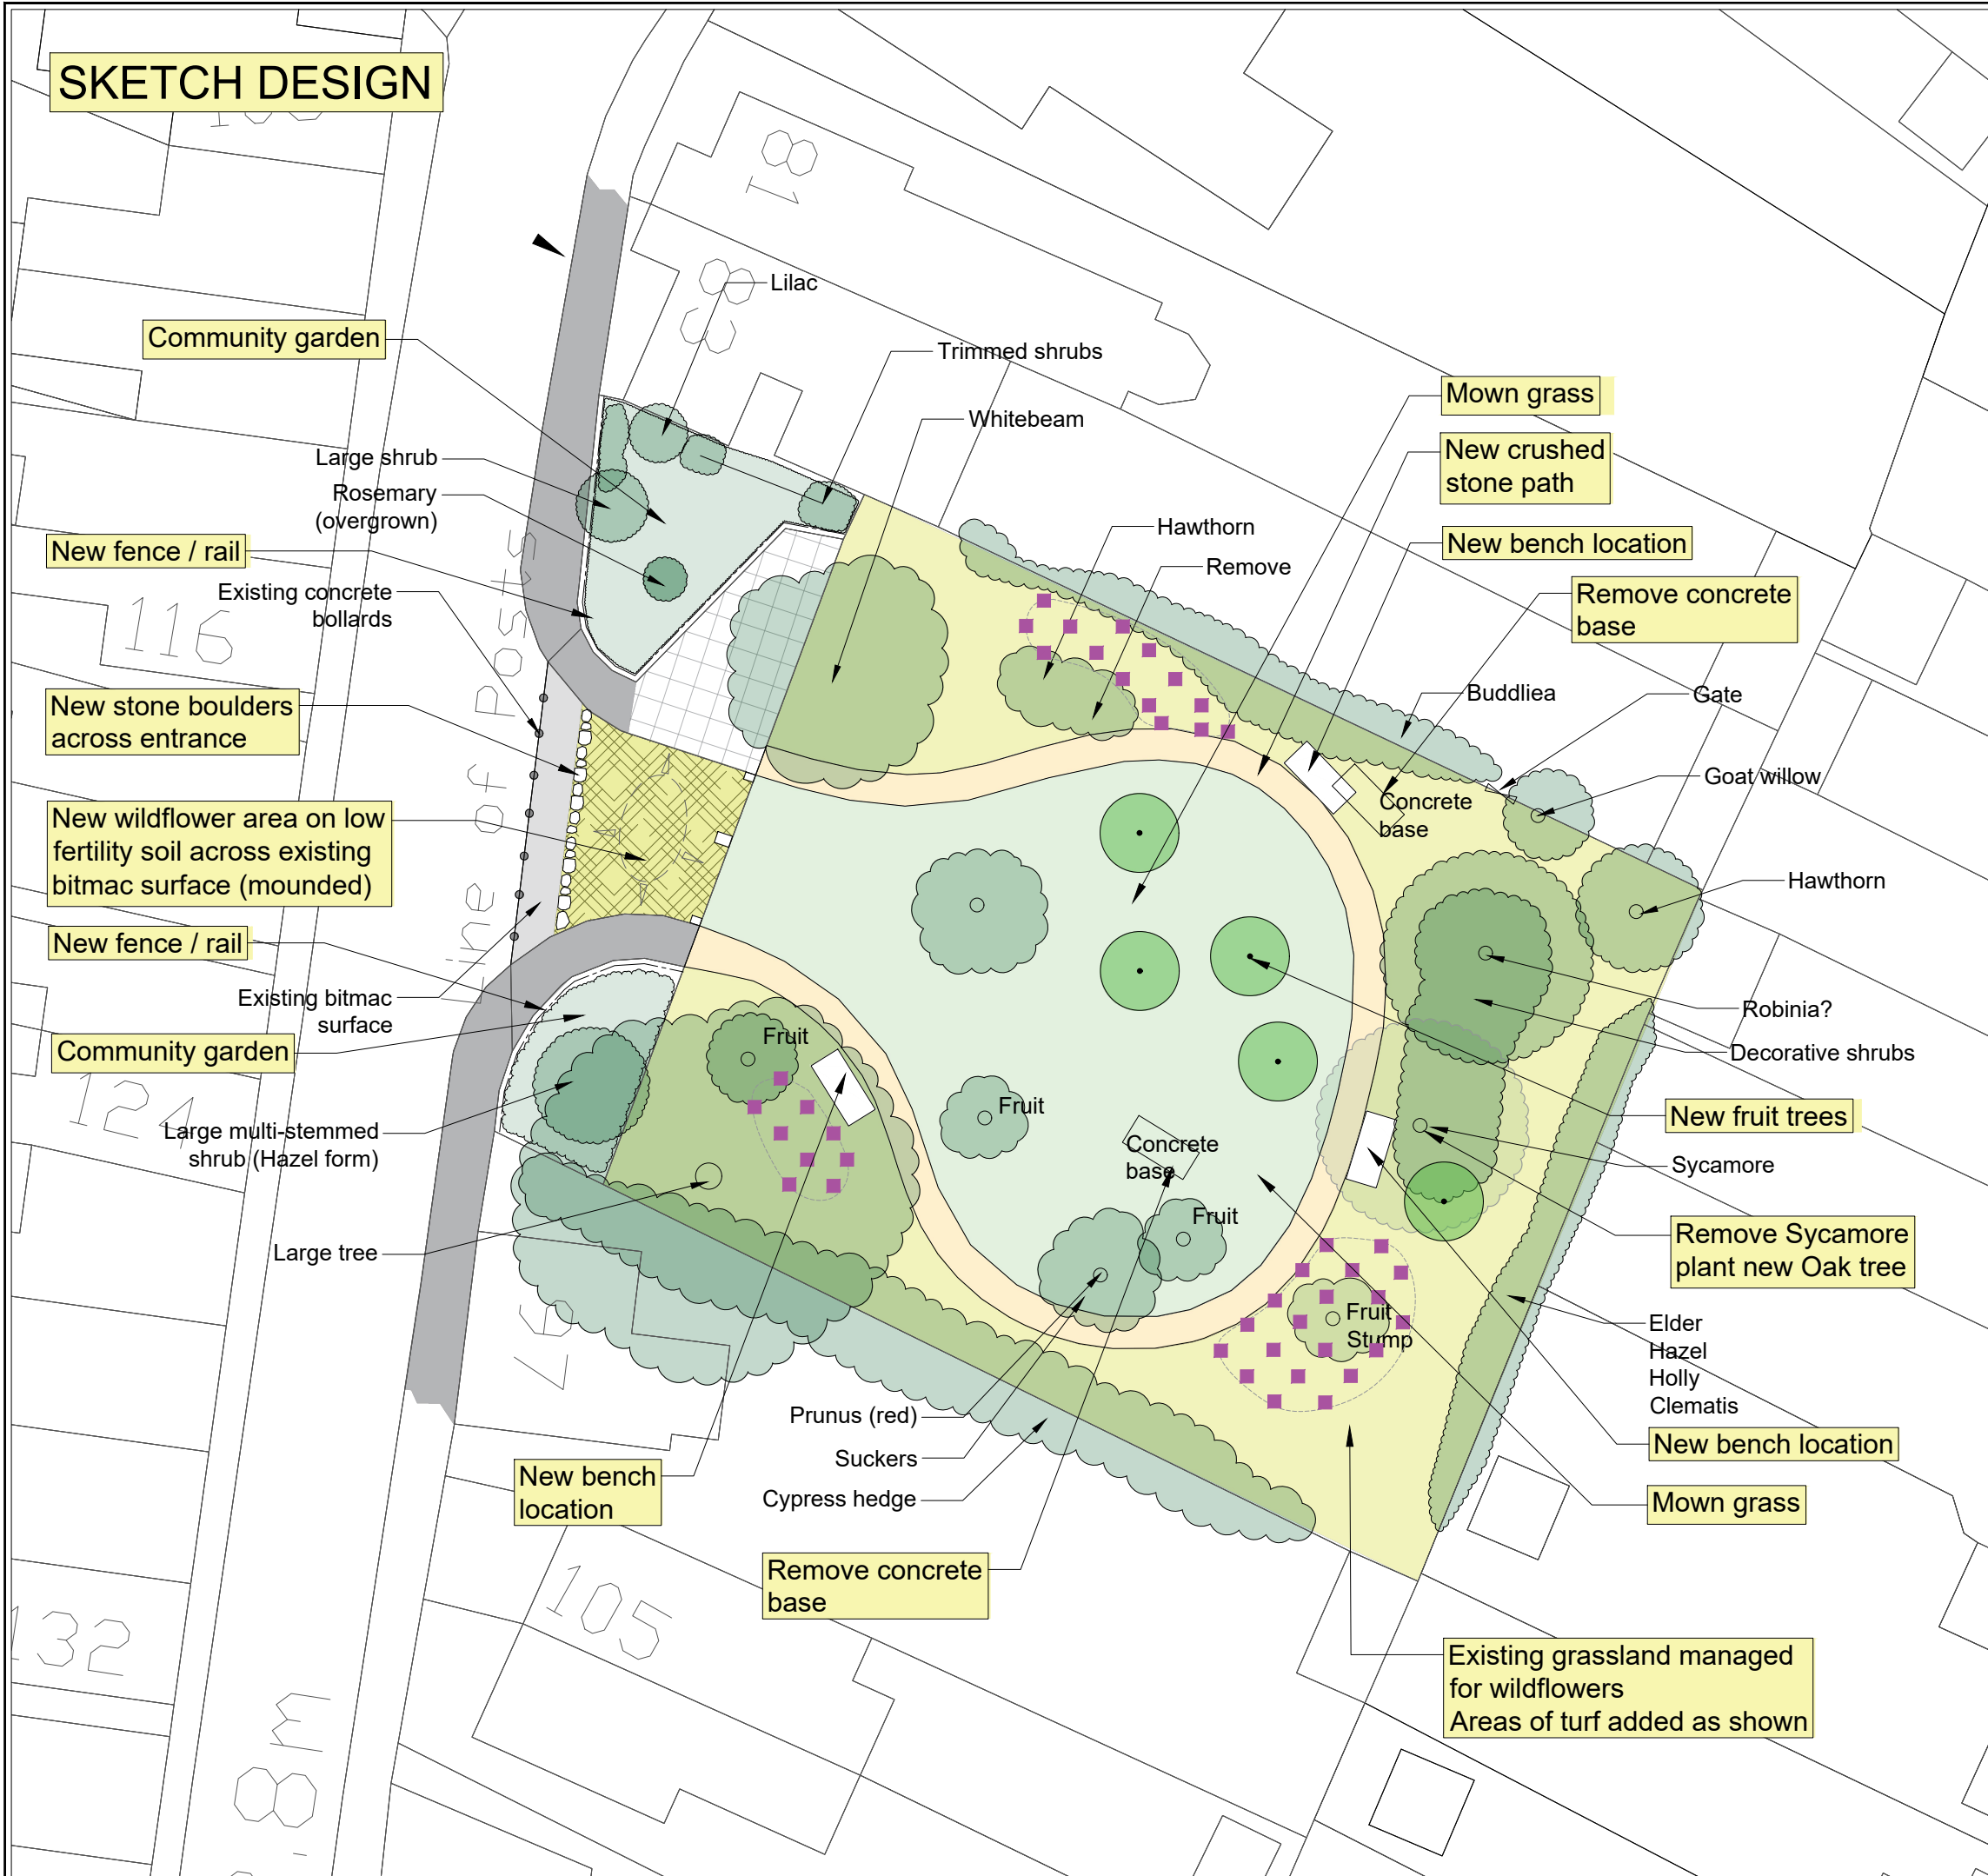 SKETCH DESIGN
18
83
Lilac
Community garden
Trimmed shrubs
Whitebeam
Mown grass
New crushed
stone path
Large shrub
Rosemary
(overgrown)
Hawthorn
Remove
New bench location
New fence / rail
Existing concrete
bollards
Remove concrete
base
116
Line of Posts
Buddliea
Gate
New stone boulders
across entrance
Goat willow
Concrete
base
New wildflower area on low
fertility soil across existing
bitmac surface (mounded)
Hawthorn
New fence / rail
Existing bitmac
surface
Robinia?
Community garden
Fruit
Decorative shrubs
124
Fruit
New fruit trees
Large multi-stemmed
shrub (Hazel form)
Concrete
base
Sycamore
Fruit
Large tree
Remove Sycamore
plant new Oak tree
Fruit
Stump
Elder
Hazel
Holly
Clematis
Prunus (red)
Suckers
Cypress hedge
New bench location
New bench
location
Mown grass
Remove concrete
base
105
132
Existing grassland managed
for wildflowers
Areas of turf added as shown